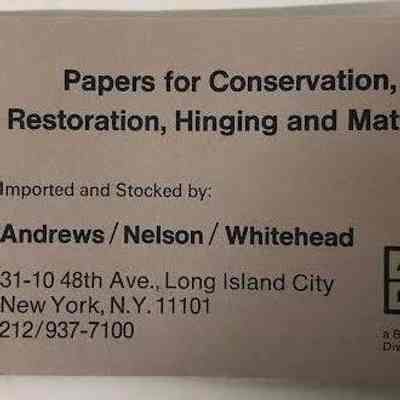 Papers for Conservation,
Restoration, Hinging and Mat
Imported and Stocked by:
Andrews/Nelson/Whitehead
31-10 48th Ave., Long Island City
New York, N.Y. 11101
212/937-7100
a B
Div